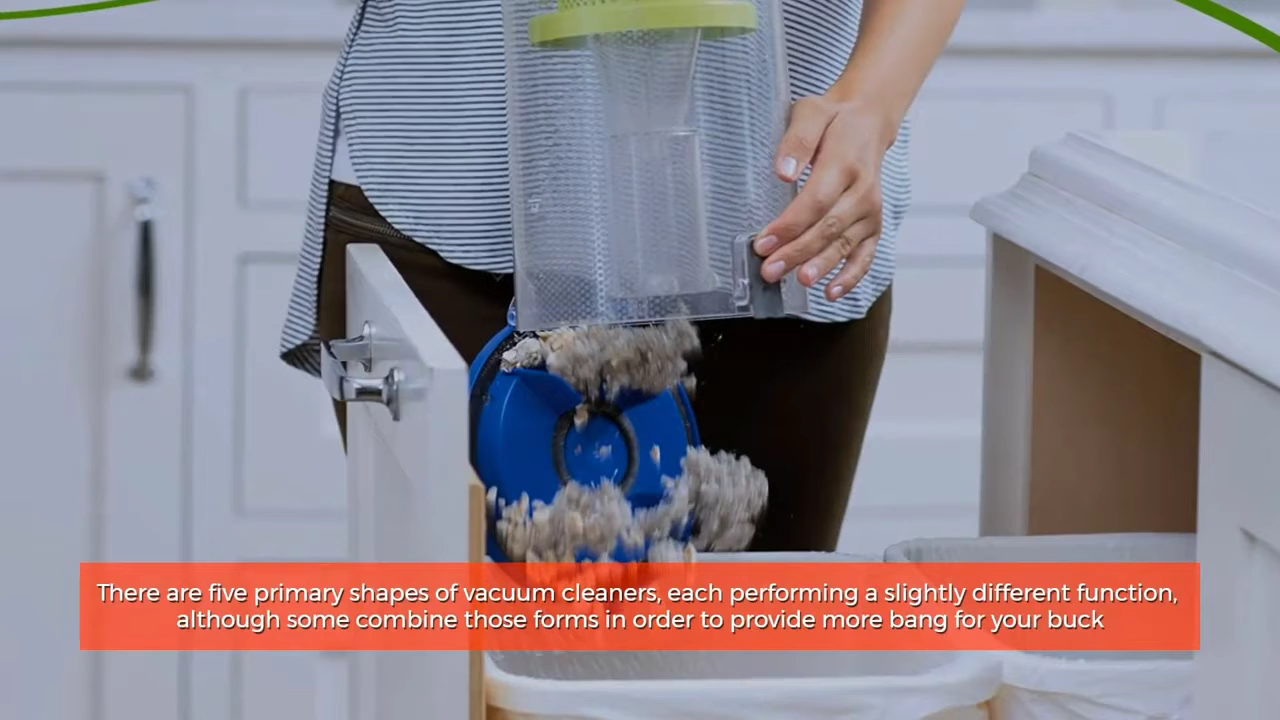 There are five primary shapes of vacuum cleaners, each performing a slightly different function,
although some combine those forms in order to provide more bang for your buck